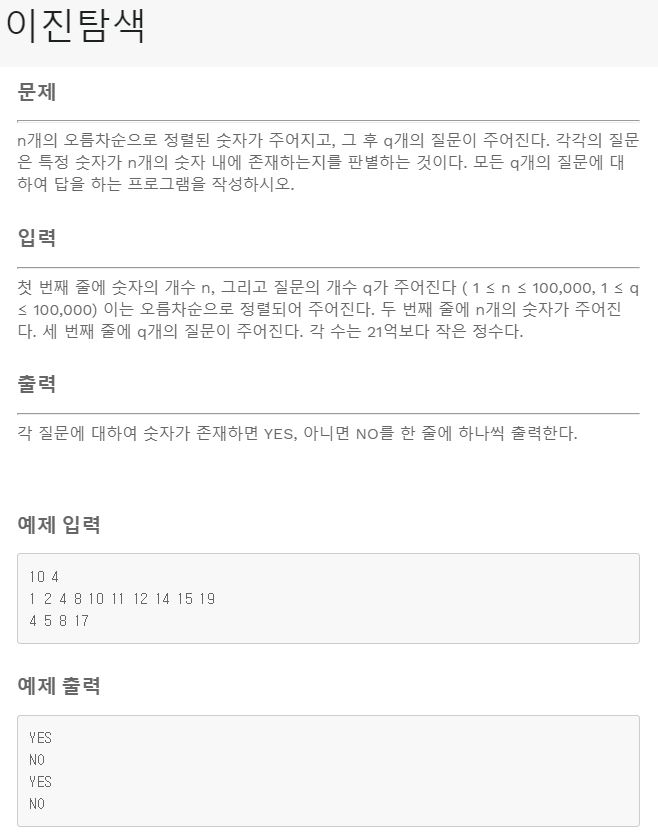 이진탐색
문제
n개의 오름차순으로 정렬된 숫자가 주어지고, 그 후 q개의 질문이 주어진다. 각각의 질문
은 특정 숫자가 n개의 숫자 내에 존재하는지를 판별하는 것이다. 모든 q개의 질문에 대
하여 답을 하는 프로그램을 작성하시오.
입력
첫 번째 줄에 숫자의 개수 n, 그리고 질문의 개수 q가 주어진다 ( 1 ≤ n ≤ 100,000, 1 ≤ q
≤ 100,000) 이는 오름차순으로 정렬되어 주어진다. 두 번째 줄에 n개의 숫자가 주어진
다. 세 번째 줄에 q개의 질문이 주어진다. 각 수는 21억보다 작은 정수다.
출력
각 질문에 대하여 숫자가 존재하면 YES, 아니면 NO를 한 줄에 하나씩 출력한다.
예제 입력
10 4
1 2 4 8 10 11 12 14 15 19
4 5 8 17
예제 출력
YES
NO
YES
NO